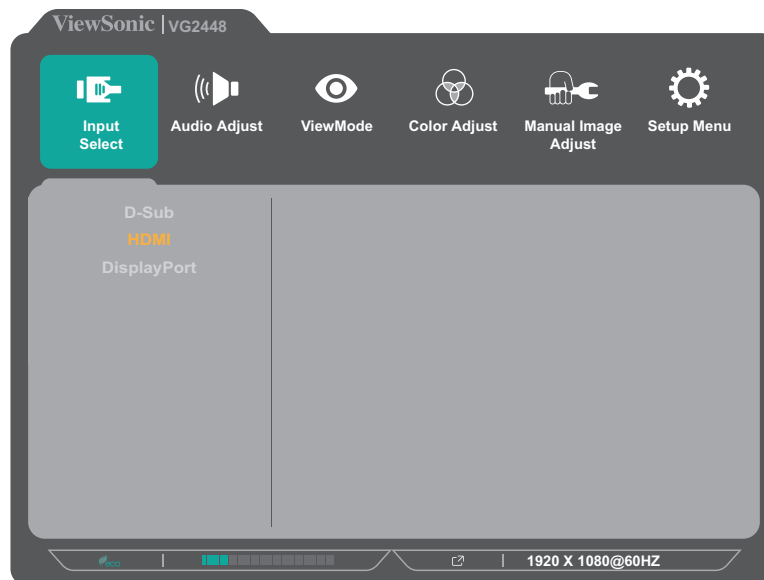 ViewSonic | VG2448
Input Select
Audio Adjust
ViewMode
Color Adjust
Manual Image Adjust
Setup Menu
D-Sub
HDMI
DisplayPort
eco
1920 X 1080@60HZ